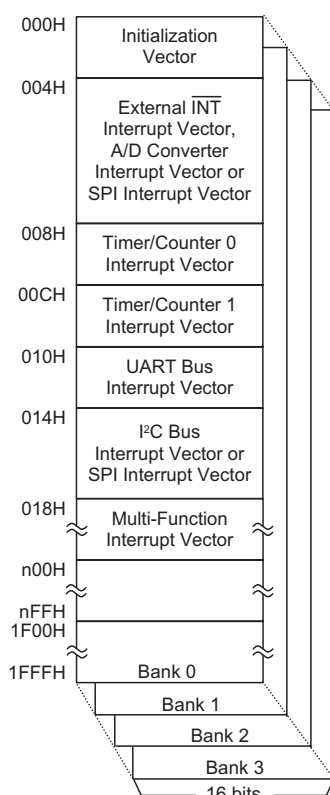 000H
Initialization
Vector
004H
External INT
Interrupt Vector,
A/D Converter
Interrupt Vector or
SPI Interrupt Vector
008H
Timer/Counter 0
Interrupt Vector
00CH
Timer/Counter 1
Interrupt Vector
010H
UART Bus
Interrupt Vector
014H
I²C Bus
Interrupt Vector or
SPI Interrupt Vector
018H
Multi-Function
Interrupt Vector
n00H
nFFH
1F00H
1FFFH
Bank 0
Bank 1
Bank 2
Bank 3
16 bits